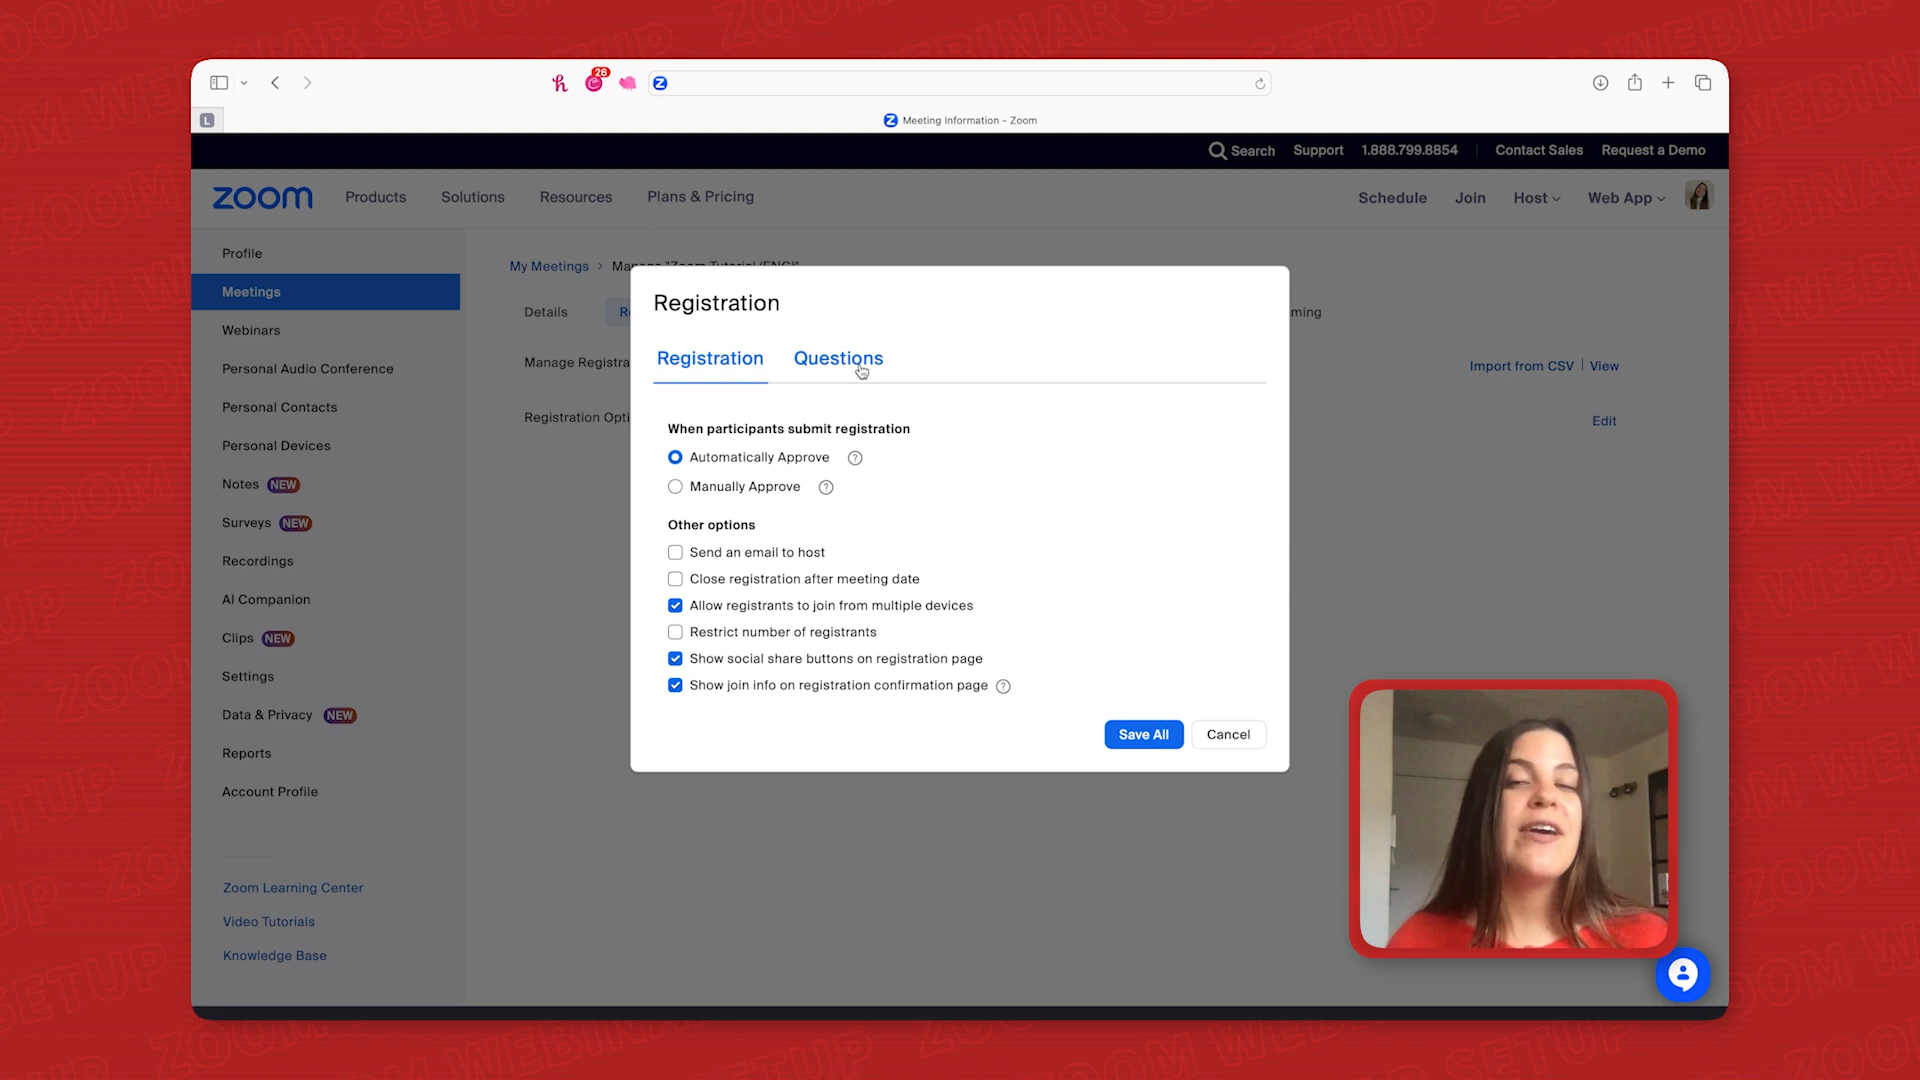 ZOOM WEBINAR SETUP
26
Meeting Information - Zoom
L
Search
Support
1.888.799.8854
Contact Sales
Request a Demo
zoom
Products
Solutions
Resources
Plans & Pricing
Schedule
Join
Host
Web App
Profile
Meetings
Webinars
Personal Audio Conference
Personal Contacts
Personal Devices
Notes NEW
Surveys NEW
Recordings
AI Companion
Clips NEW
Settings
Data & Privacy NEW
Reports
Account Profile
Zoom Learning Center
Video Tutorials
Knowledge Base
My Meetings > Manage "Zoom Tutorial (ENG)"
Details
Manage Registra
Import from CSV | View
Registration Opti
Edit
ming
Registration
Registration
Questions
When participants submit registration
Automatically Approve ?
Manually Approve ?
Other options
Send an email to host
Close registration after meeting date
Allow registrants to join from multiple devices
Restrict number of registrants
Show social share buttons on registration page
Show join info on registration confirmation page ?
Save All
Cancel